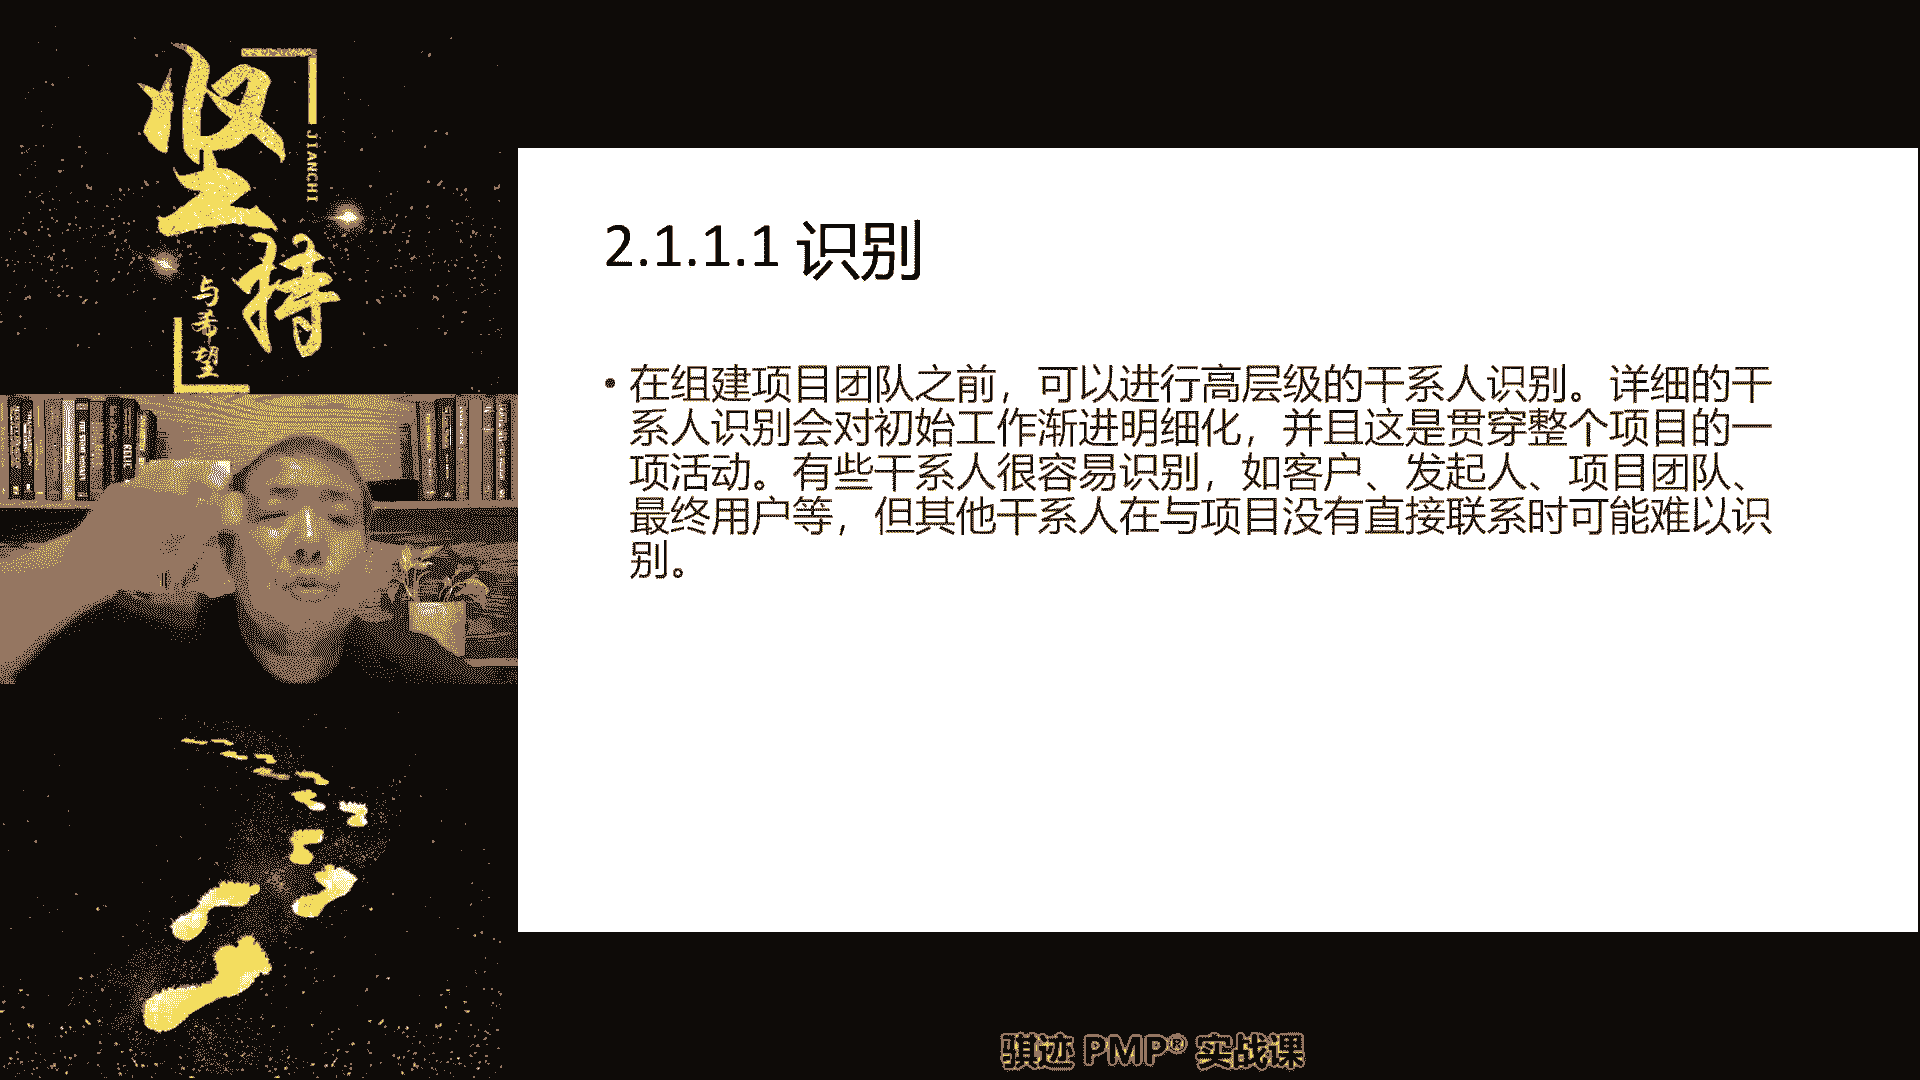 坚持
JIANCHI
与希望
2.1.1.1 识别
• 在组建项目团队之前，可以进行高层级的干系人识别。详细的干
系人识别会对初始工作渐进明细化，并且这是贯穿整个项目的一
项活动。有些干系人很容易识别，如客户、发起人、项目团队、
最终用户等，但其他干系人在与项目没有直接联系时可能难以识
别。
骐迹 PMP® 实战课